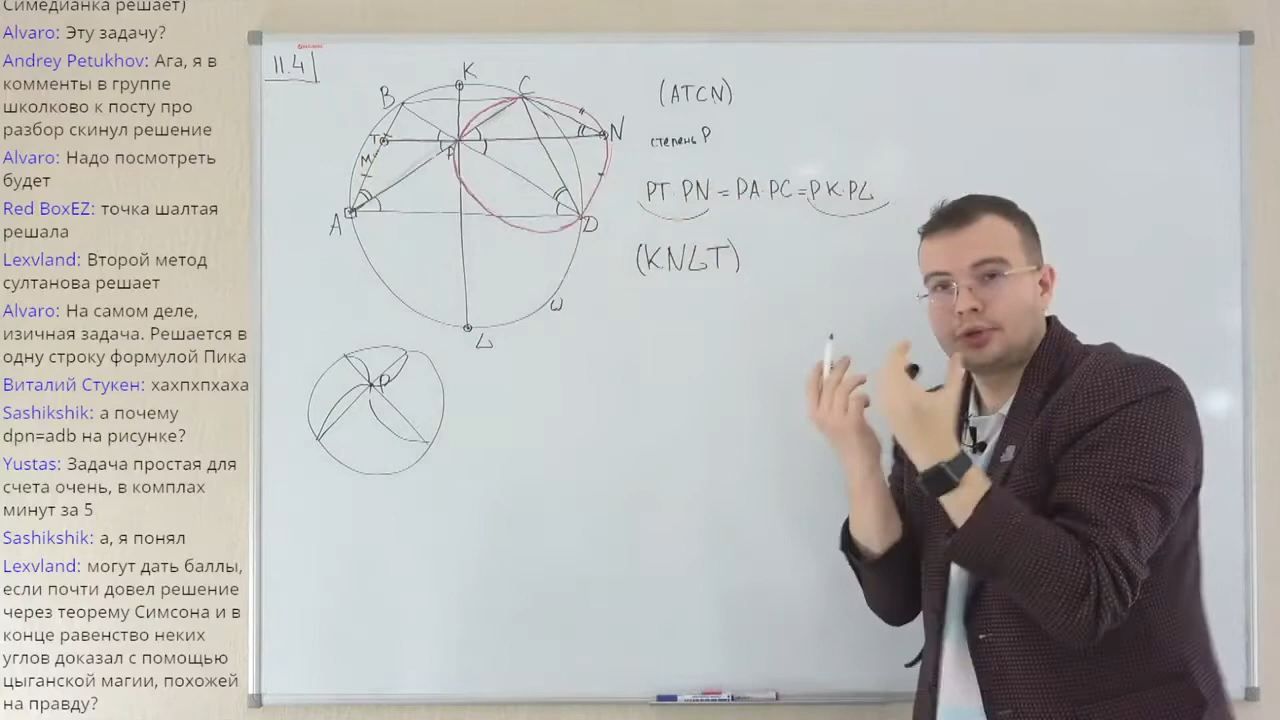 Симедианка решает)
Alvaro: Эту задачу?
Andrey Petukhov: Ага, я в
комменты в группе
школково к посту про
разбор скинул решение
Alvaro: Надо посмотреть
будет
Red BoxEZ: точка шалтая
решала
Lexvland: Второй метод
султанова решает
Alvaro: На самом деле,
изичная задача. Решается в
одну строку формулой Пика
Виталий Стукен: хахпхпхаха
Sashikshik: а почему
dpn=adb на рисунке?
Yustas: Задача простая для
счета очень, в комплах
минут за 5
Sashikshik: а, я понял
Lexvland: могут дать баллы,
если почти довел решение
через теорему Симсона и в
конце равенство неких
углов доказал с помощью
цыганской магии, похожей
на правду?
11.4
K
B
C
T
N
P
M
A
D
ω
L
P
(ATCN)
степень P
PT·PN=PA·PC=PK·PL
(KNLT)